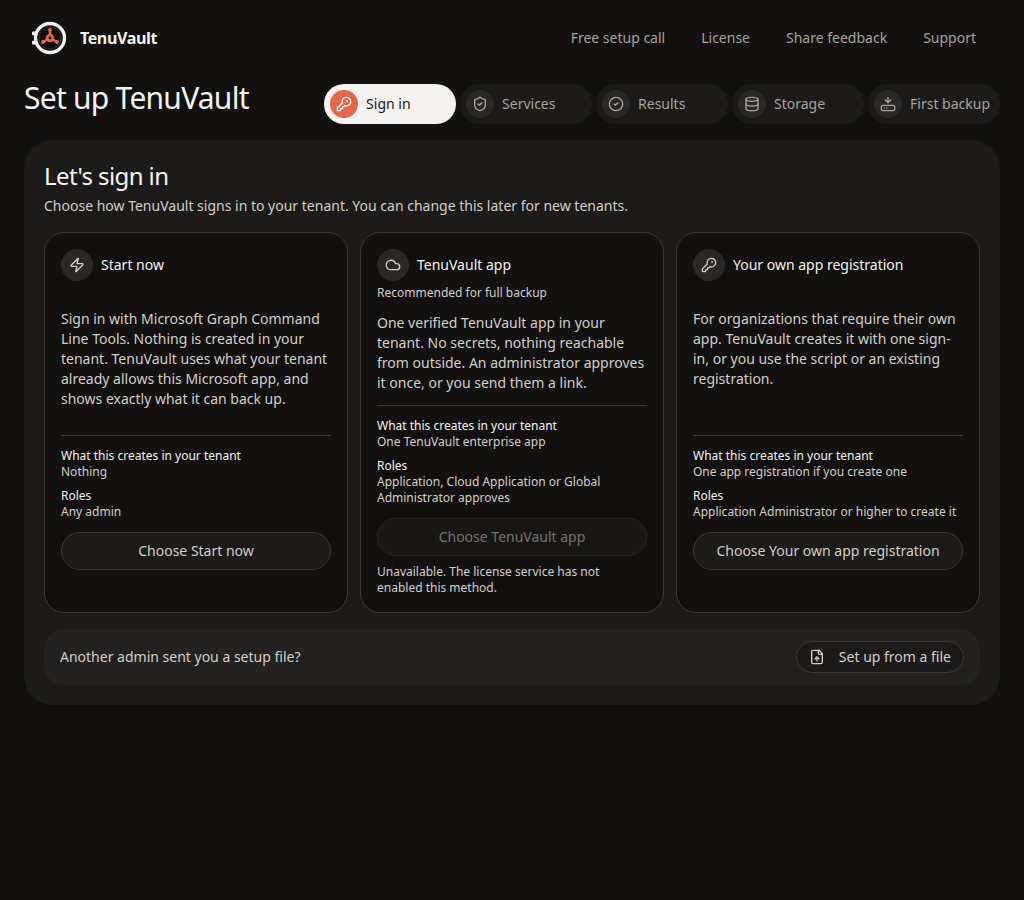 TenuVault
Free setup call
License
Share feedback
Support
Set up TenuVault
Sign in
Services
Results
Storage
First backup
Let's sign in
Choose how TenuVault signs in to your tenant. You can change this later for new tenants.
Start now
Sign in with Microsoft Graph Command
Line Tools. Nothing is created in your
tenant. TenuVault uses what your tenant
already allows this Microsoft app, and
shows exactly what it can back up.
What this creates in your tenant
Nothing
Roles
Any admin
Choose Start now
TenuVault app
Recommended for full backup
One verified TenuVault app in your
tenant. No secrets, nothing reachable
from outside. An administrator approves
it once, or you send them a link.
What this creates in your tenant
One TenuVault enterprise app
Roles
Application, Cloud Application or Global
Administrator approves
Choose TenuVault app
Unavailable. The license service has not
enabled this method.
Your own app registration
For organizations that require their own
app. TenuVault creates it with one sign-
in, or you use the script or an existing
registration.
What this creates in your tenant
One app registration if you create one
Roles
Application Administrator or higher to create it
Choose Your own app registration
Another admin sent you a setup file?
Set up from a file